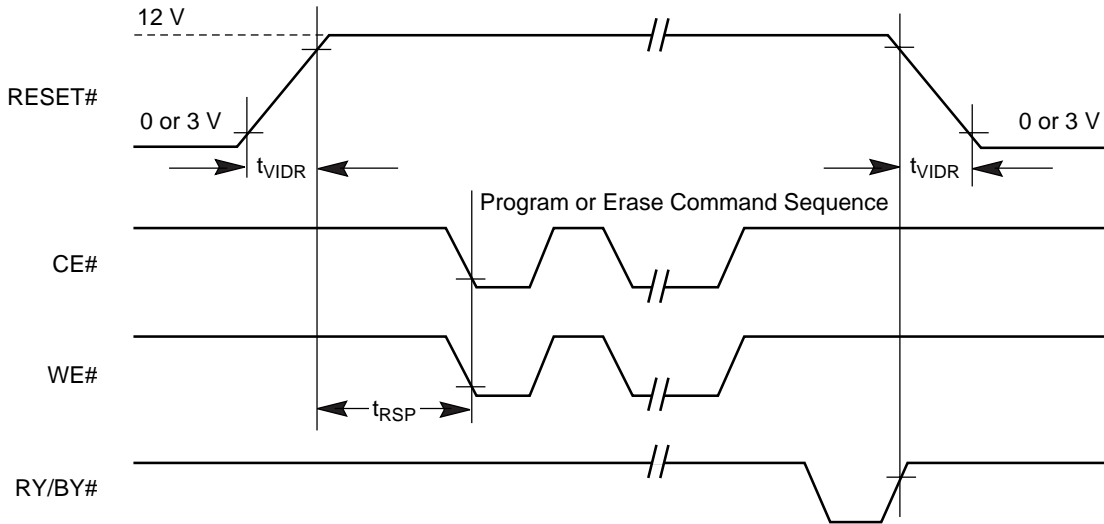 12 V
RESET#
0 or 3 V
0 or 3 V
tVIDR
tVIDR
Program or Erase Command Sequence
CE#
WE#
tRSP
RY/BY#